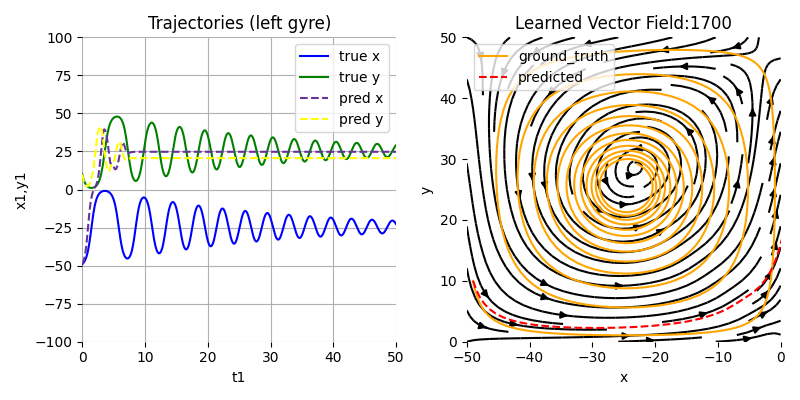 Trajectories (left gyre)
100
75
50
25
0
−25
−50
−75
−100
x1,y1
0
10
20
30
40
50
t1
true x
true y
pred x
pred y
Learned Vector Field:1700
50
40
30
20
10
0
y
−50
−40
−30
−20
−10
0
x
ground_truth
predicted